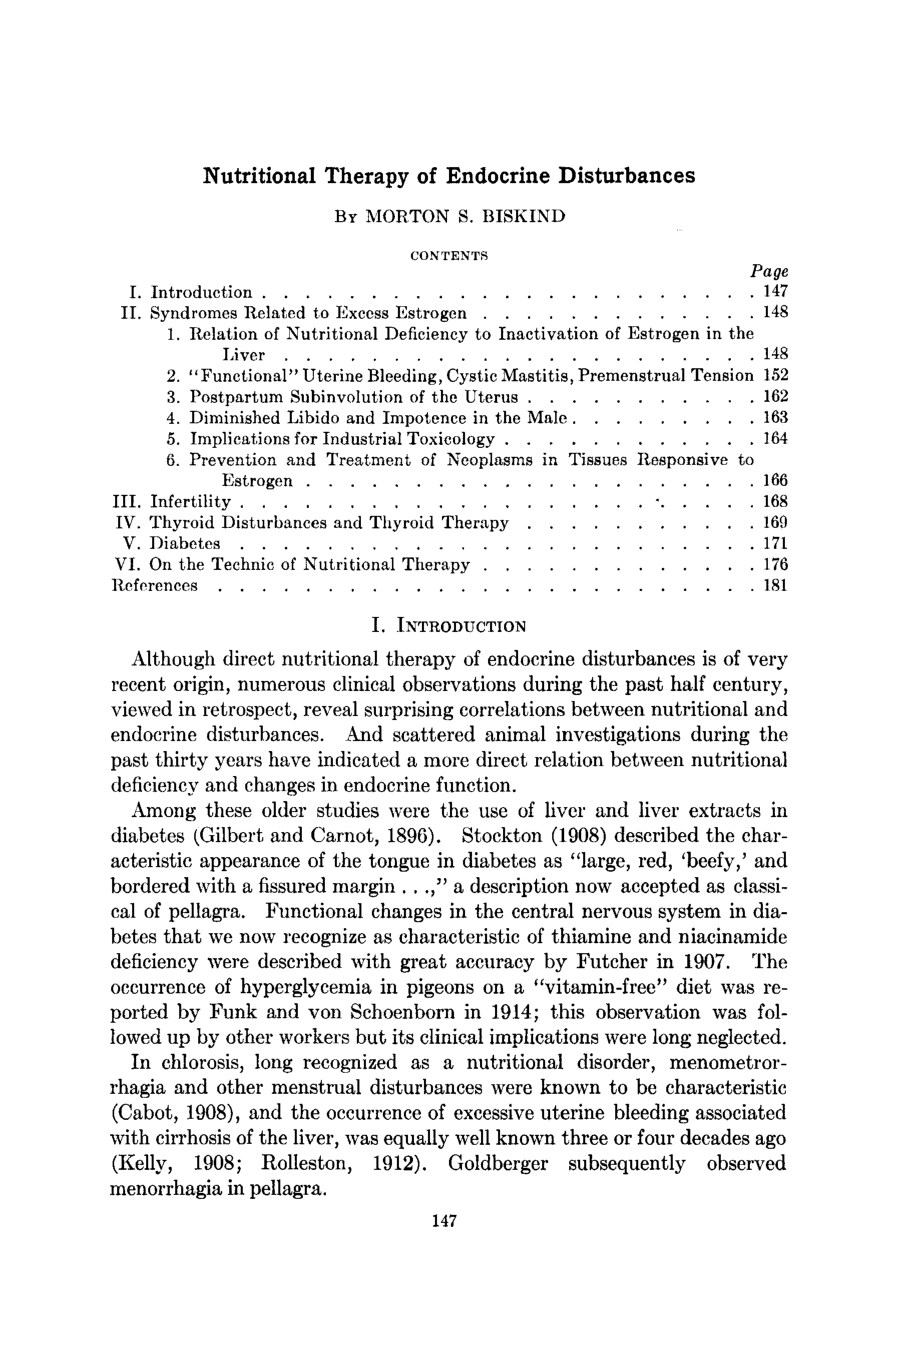 Nutritional Therapy of Endocrine Disturbances
By MORTON S. BISKIND
CONTENTS
Page
I. Introduction . . . . . . . . . . . . . . . . . . . . . . . 147
II. Syndromes Related to Excess Estrogen . . . . . . . . . . . . . 148
1. Relation of Nutritional Deficiency to Inactivation of Estrogen in the
Liver . . . . . . . . . . . . . . . . . . . . . . 148
2. “Functional” Uterine Bleeding, Cystic Mastitis, Premenstrual Tension 152
3. Postpartum Subinvolution of the Uterus . . . . . . . . . . . 162
4. Diminished Libido and Impotence in the Male . . . . . . . . . 163
5. Implications for Industrial Toxicology . . . . . . . . . . . . 164
6. Prevention and Treatment of Neoplasms in Tissues Responsive to
Estrogen . . . . . . . . . . . . . . . . . . . . . 166
III. Infertility . . . . . . . . . . . . . . . . . . . . . . . . 168
IV. Thyroid Disturbances and Thyroid Therapy . . . . . . . . . . . 169
V. Diabetes . . . . . . . . . . . . . . . . . . . . . . . . 171
VI. On the Technic of Nutritional Therapy . . . . . . . . . . . . . 176
References . . . . . . . . . . . . . . . . . . . . . . . . . 181
I. INTRODUCTION
Although direct nutritional therapy of endocrine disturbances is of very
recent origin, numerous clinical observations during the past half century,
viewed in retrospect, reveal surprising correlations between nutritional and
endocrine disturbances. And scattered animal investigations during the
past thirty years have indicated a more direct relation between nutritional
deficiency and changes in endocrine function.
Among these older studies were the use of liver and liver extracts in
diabetes (Gilbert and Carnot, 1896). Stockton (1908) described the char-
acteristic appearance of the tongue in diabetes as “large, red, ‘beefy,’ and
bordered with a fissured margin . . .,” a description now accepted as classi-
cal of pellagra. Functional changes in the central nervous system in dia-
betes that we now recognize as characteristic of thiamine and niacinamide
deficiency were described with great accuracy by Futcher in 1907. The
occurrence of hyperglycemia in pigeons on a “vitamin-free” diet was re-
ported by Funk and von Schoenborn in 1914; this observation was fol-
lowed up by other workers but its clinical implications were long neglected.
In chlorosis, long recognized as a nutritional disorder, menometror-
rhagia and other menstrual disturbances were known to be characteristic
(Cabot, 1908), and the occurrence of excessive uterine bleeding associated
with cirrhosis of the liver, was equally well known three or four decades ago
(Kelly, 1908; Rolleston, 1912). Goldberger subsequently observed
menorrhagia in pellagra.
147